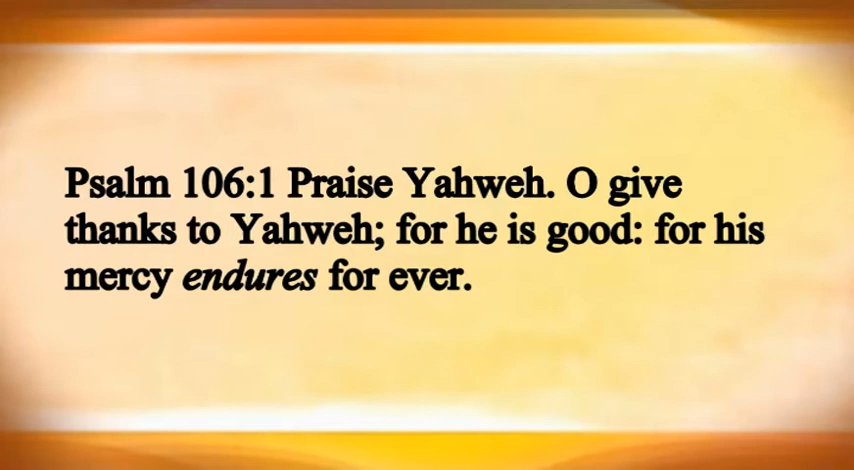 Psalm 106:1 Praise Yahweh. O give
thanks to Yahweh; for he is good: for his
mercy endures for ever.